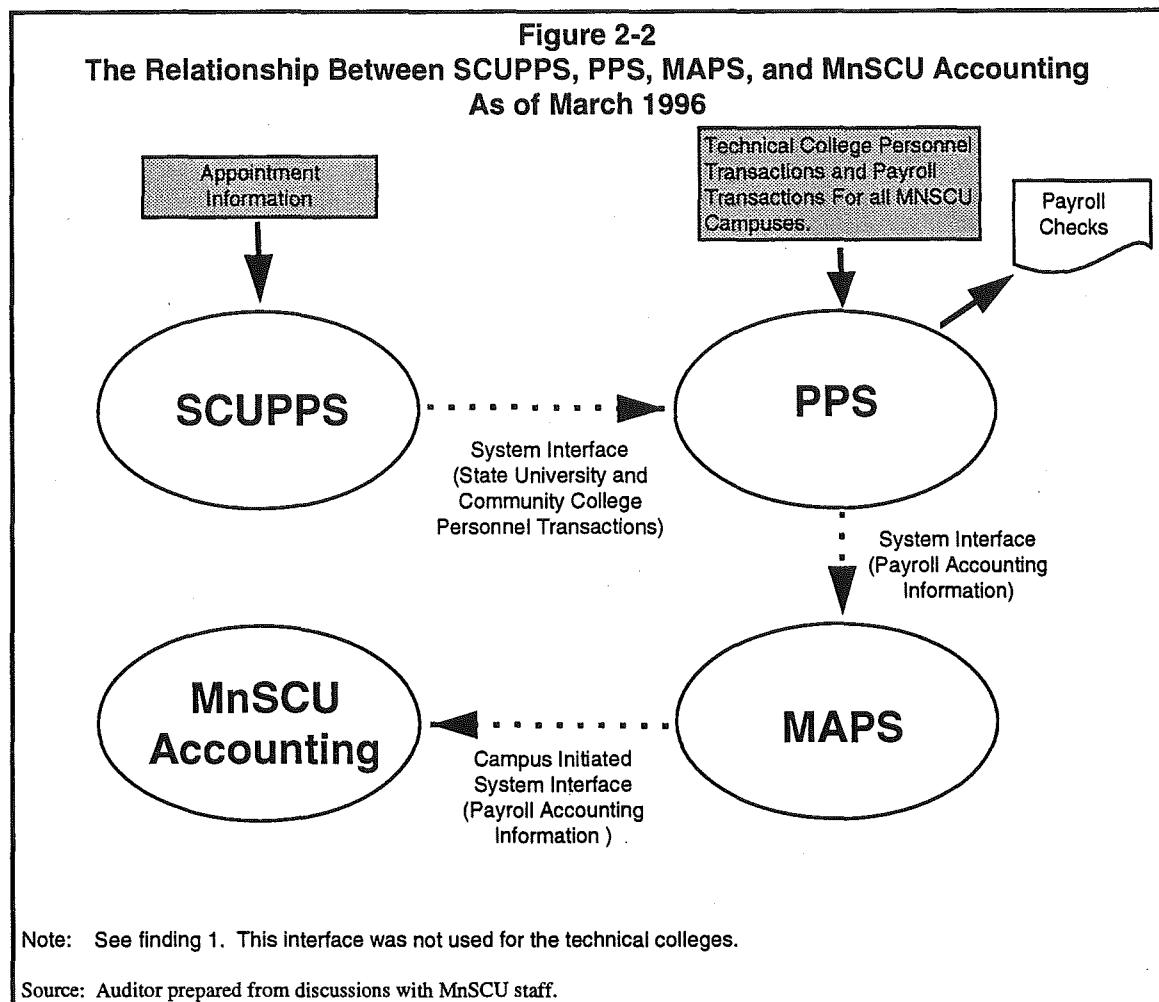 Figure 2-2
The Relationship Between SCUPPS, PPS, MAPS, and MnSCU Accounting
As of March 1996
Appointment
Information
Technical College Personnel
Transactions and Payroll
Transactions For all MNSCU
Campuses.
Payroll
Checks
SCUPPS
PPS
System Interface
(State University and
Community College
Personnel Transactions)
System Interface
(Payroll Accounting
Information)
MnSCU
Accounting
MAPS
Campus Initiated
System Interface
(Payroll Accounting
Information )
Note: See finding 1. This interface was not used for the technical colleges.
Source: Auditor prepared from discussions with MnSCU staff.